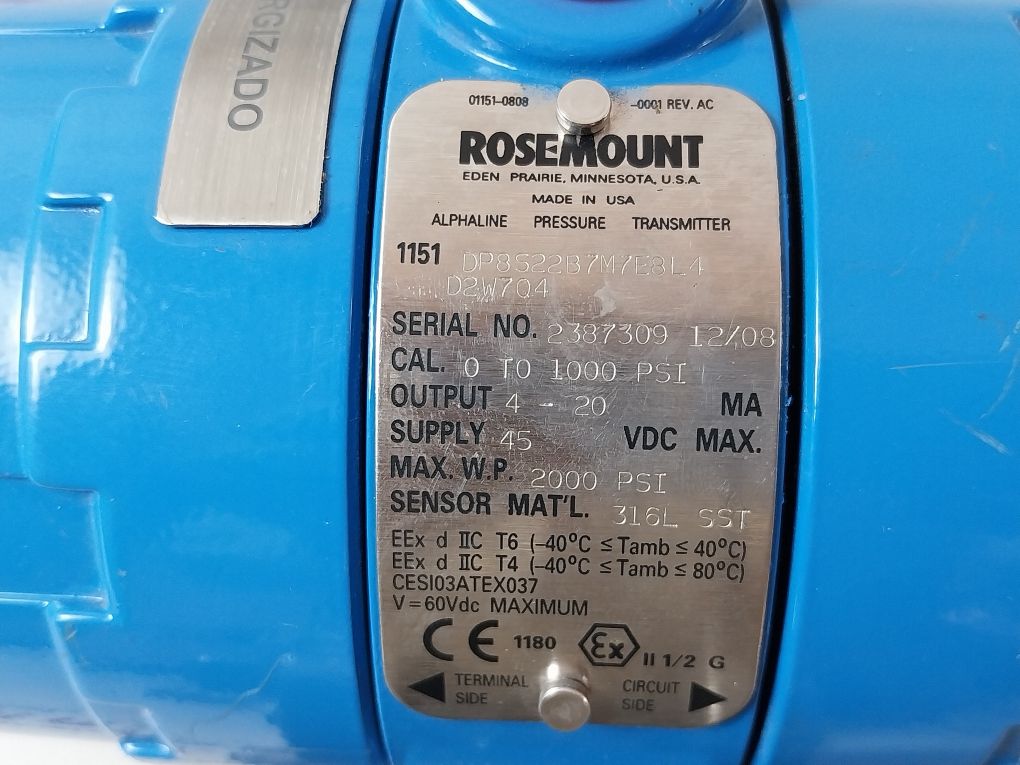 RGIZADO
01151-0808 -0001 REV. AC
ROSEMOUNT
EDEN PRAIRIE, MINNESOTA, U.S.A.
MADE IN USA
ALPHALINE PRESSURE TRANSMITTER
1151 DP8S22B7M7E8L4
D2W7Q4
SERIAL NO. 2387309 12/08
CAL. 0 TO 1000 PSI
OUTPUT 4 - 20 MA
SUPPLY 45 VDC MAX.
MAX. W.P. 2000 PSI
SENSOR MAT'L. 316L SST
EEx d IIC T6 (-40°C ≤ Tamb ≤ 40°C)
EEx d IIC T4 (-40°C ≤ Tamb ≤ 80°C)
CESI03ATEX037
V = 60Vdc MAXIMUM
CE 1180 Ex II 1/2 G
TERMINAL SIDE
CIRCUIT SIDE